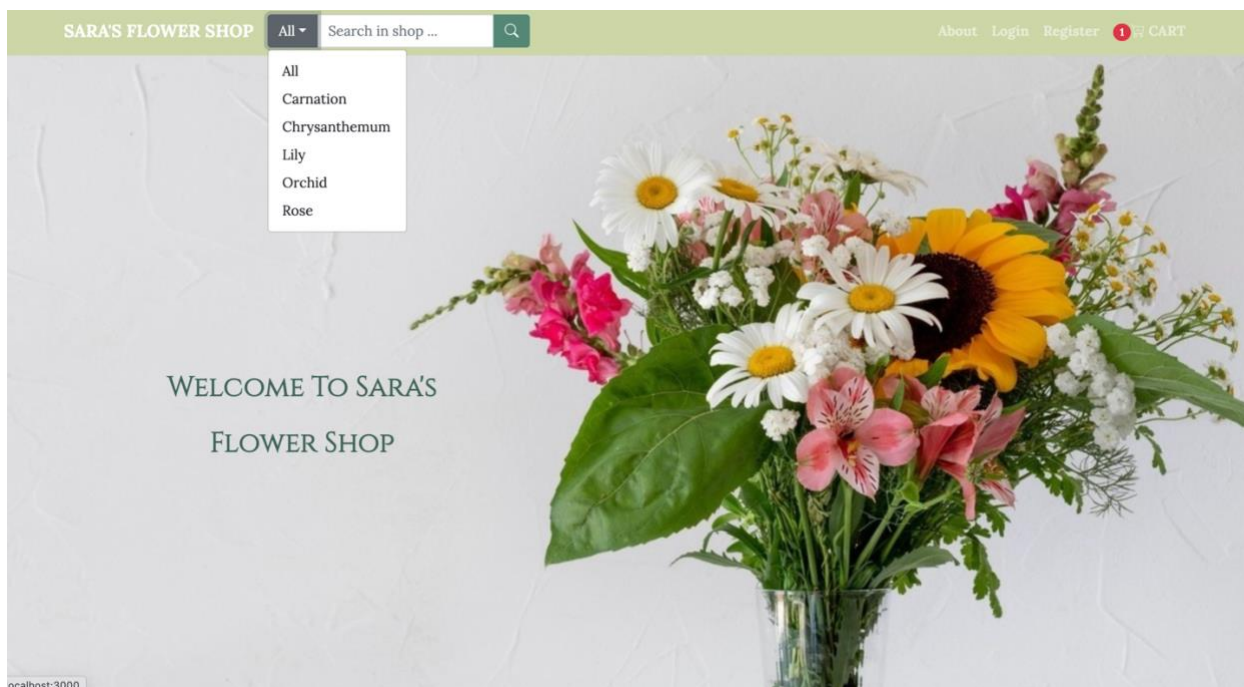 SARA'S FLOWER SHOP All Search in shop ... About Login Register 1 CART
All
Carnation
Chrysanthemum
Lily
Orchid
Rose
WELCOME TO SARA'S
FLOWER SHOP
ocalhost:3000